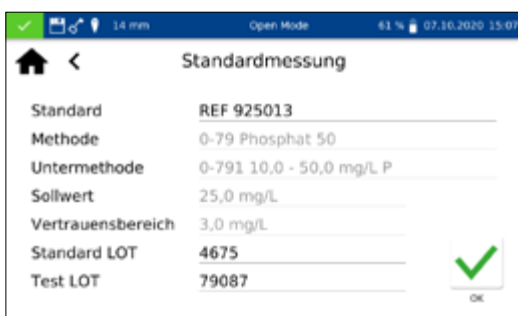 14 mm Open Mode 61 % 07.10.2020 15:07
Standardmessung
Standard REF 925013
Methode 0-79 Phosphat 50
Untermethode 0-791 10,0 - 50,0 mg/L P
Sollwert 25,0 mg/L
Vertrauensbereich 3,0 mg/L
Standard LOT 4675
Test LOT 79087
OK